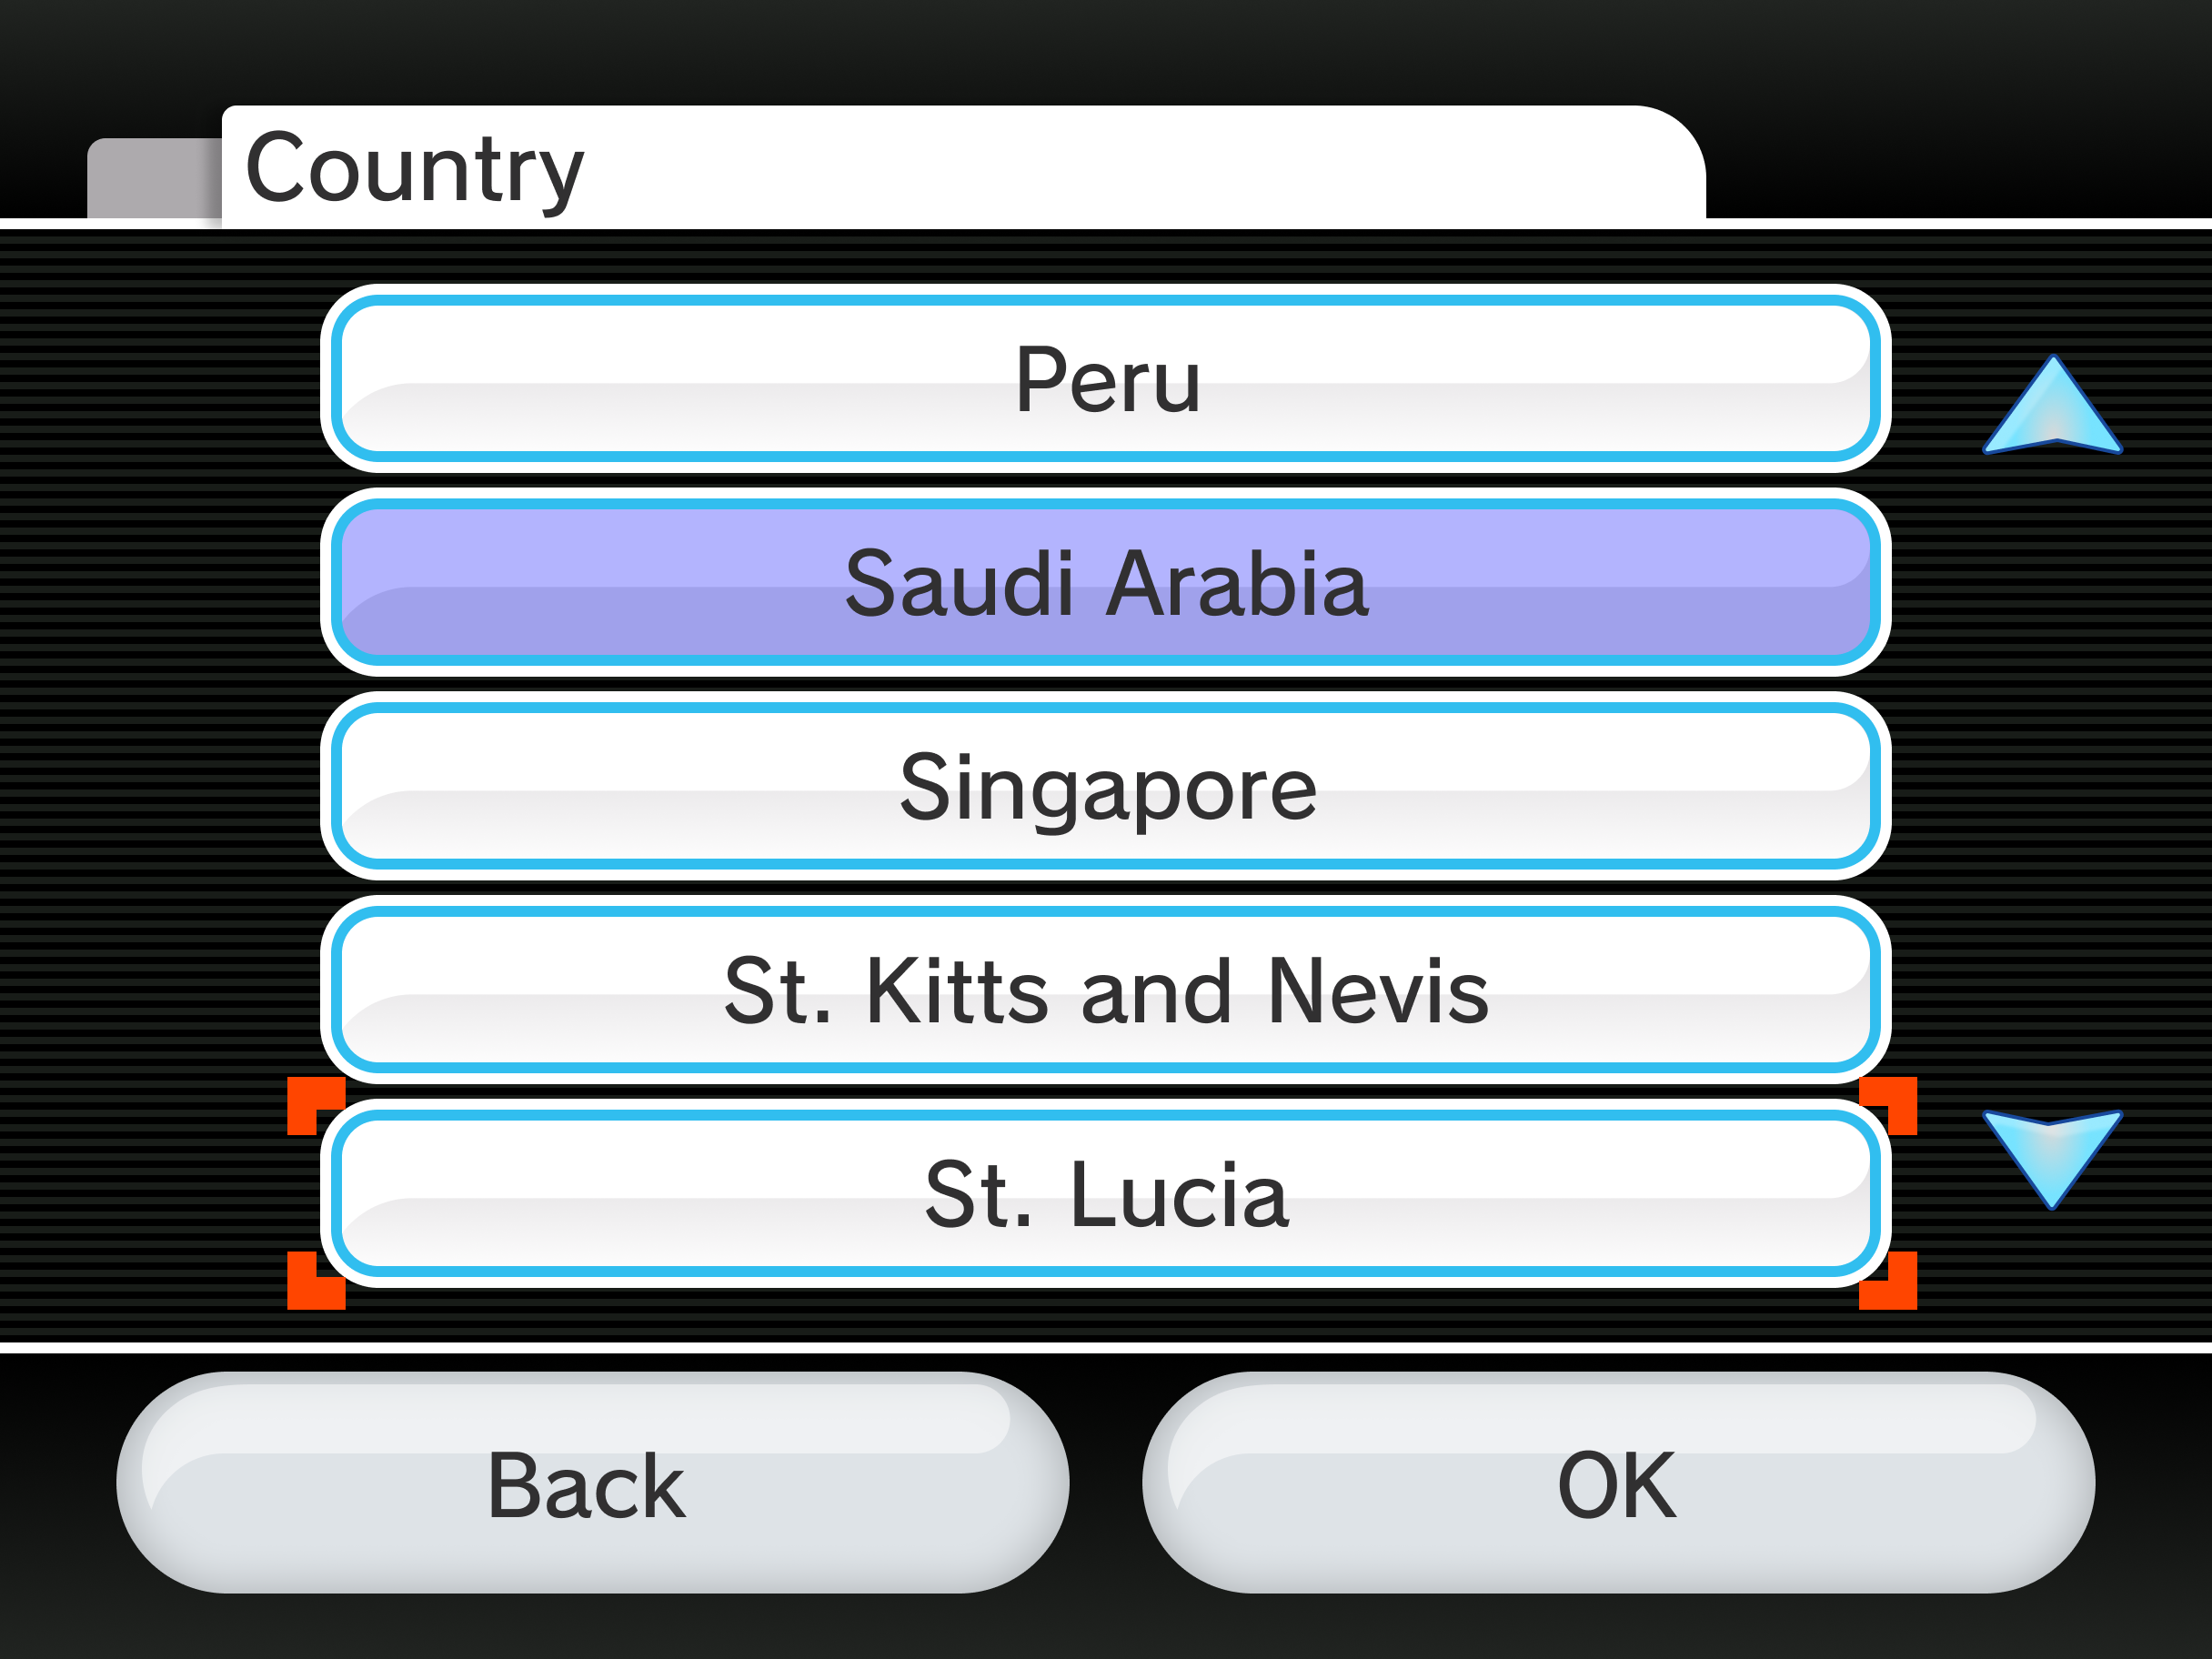 Country
Peru
Saudi Arabia
Singapore
St. Kitts and Nevis
St. Lucia
Back
OK